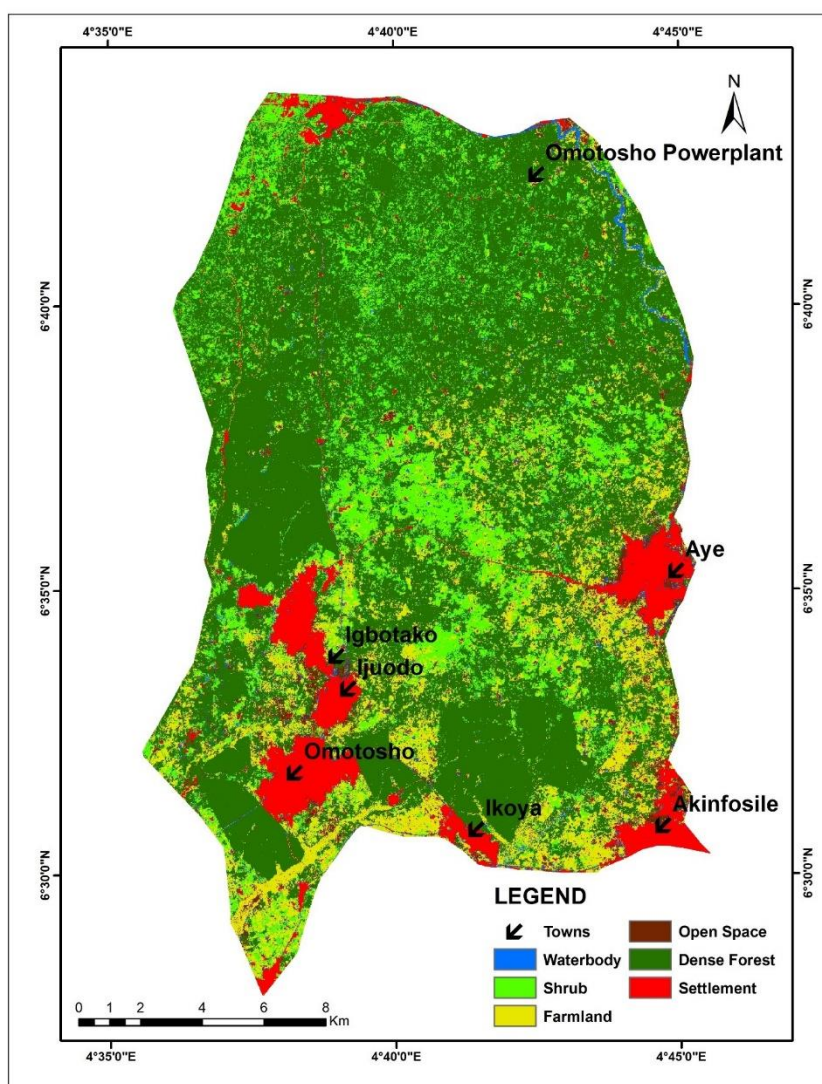 4°35'0"E 4°40'0"E 4°45'0"E
N
Omotosho Powerplant
6°40'0"N 6°40'0"N
Aye
6°35'0"N 6°35'0"N
Igbotako
Ijuodo
Omotosho
Ikoya
Akinfosile
6°30'0"N 6°30'0"N
LEGEND
Towns
Waterbody
Shrub
Farmland
Open Space
Dense Forest
Settlement
0 1 2 4 6 8
Km
4°35'0"E 4°40'0"E 4°45'0"E